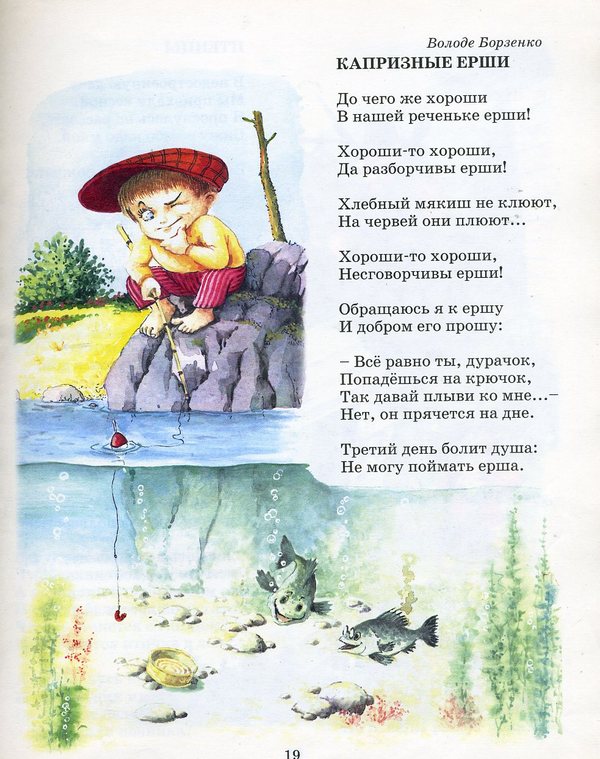 Володе Борзенко
КАПРИЗНЫЕ ЕРШИ
До чего же хороши
В нашей реченьке ерши!
Хороши-то хороши,
Да разборчивы ерши!
Хлебный мякиш не клюют,
На червей они плюют...
Хороши-то хороши,
Несговорчивы ерши!
Обращаюсь я к ершу
И добром его прошу:
– Всё равно ты, дурачок,
Попадёшься на крючок,
Так давай плыви ко мне...–
Нет, он прячется на дне.
Третий день болит душа:
Не могу поймать ерша.
19